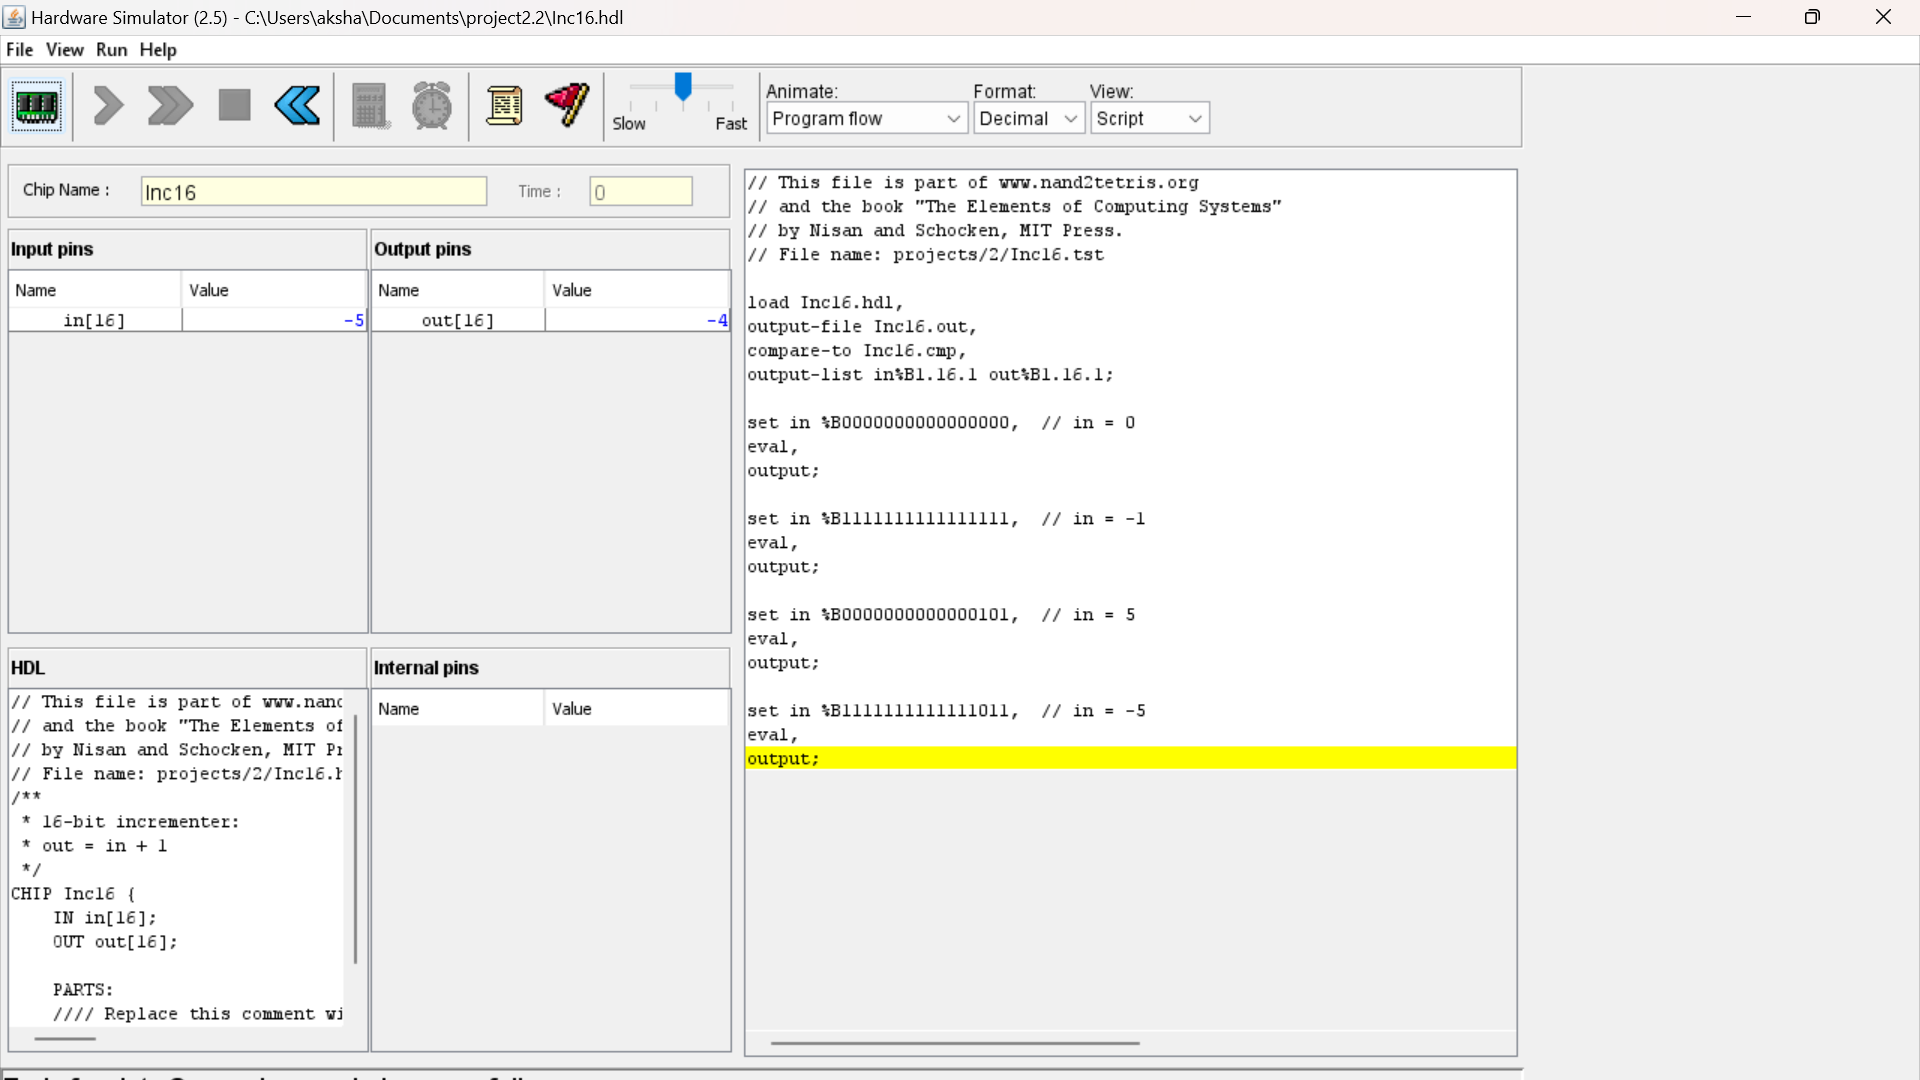 Hardware Simulator (2.5) - C:\Users\aksha\Documents\project2.2\Inc16.hdl
File View Run Help
Slow
Fast
Animate:
Program flow
Format:
Decimal
View:
Script
Chip Name :
Inc16
Time :
0
Input pins
Name Value
in[16] -5
Output pins
Name Value
out[16] -4
HDL
// This file is part of www.nand
// and the book "The Elements of
// by Nisan and Schocken, MIT Pr
// File name: projects/2/Inc16.h
/**
* 16-bit incrementer:
* out = in + 1
*/
CHIP Inc16 {
IN in[16];
OUT out[16];
PARTS:
//// Replace this comment wi
Internal pins
Name Value
// This file is part of www.nand2tetris.org
// and the book "The Elements of Computing Systems"
// by Nisan and Schocken, MIT Press.
// File name: projects/2/Inc16.tst
load Inc16.hdl,
output-file Inc16.out,
compare-to Inc16.cmp,
output-list in%B1.16.1 out%B1.16.1;
set in %B0000000000000000,  // in = 0
eval,
output;
set in %B1111111111111111,  // in = -1
eval,
output;
set in %B0000000000000101,  // in = 5
eval,
output;
set in %B1111111111111011,  // in = -5
eval,
output;